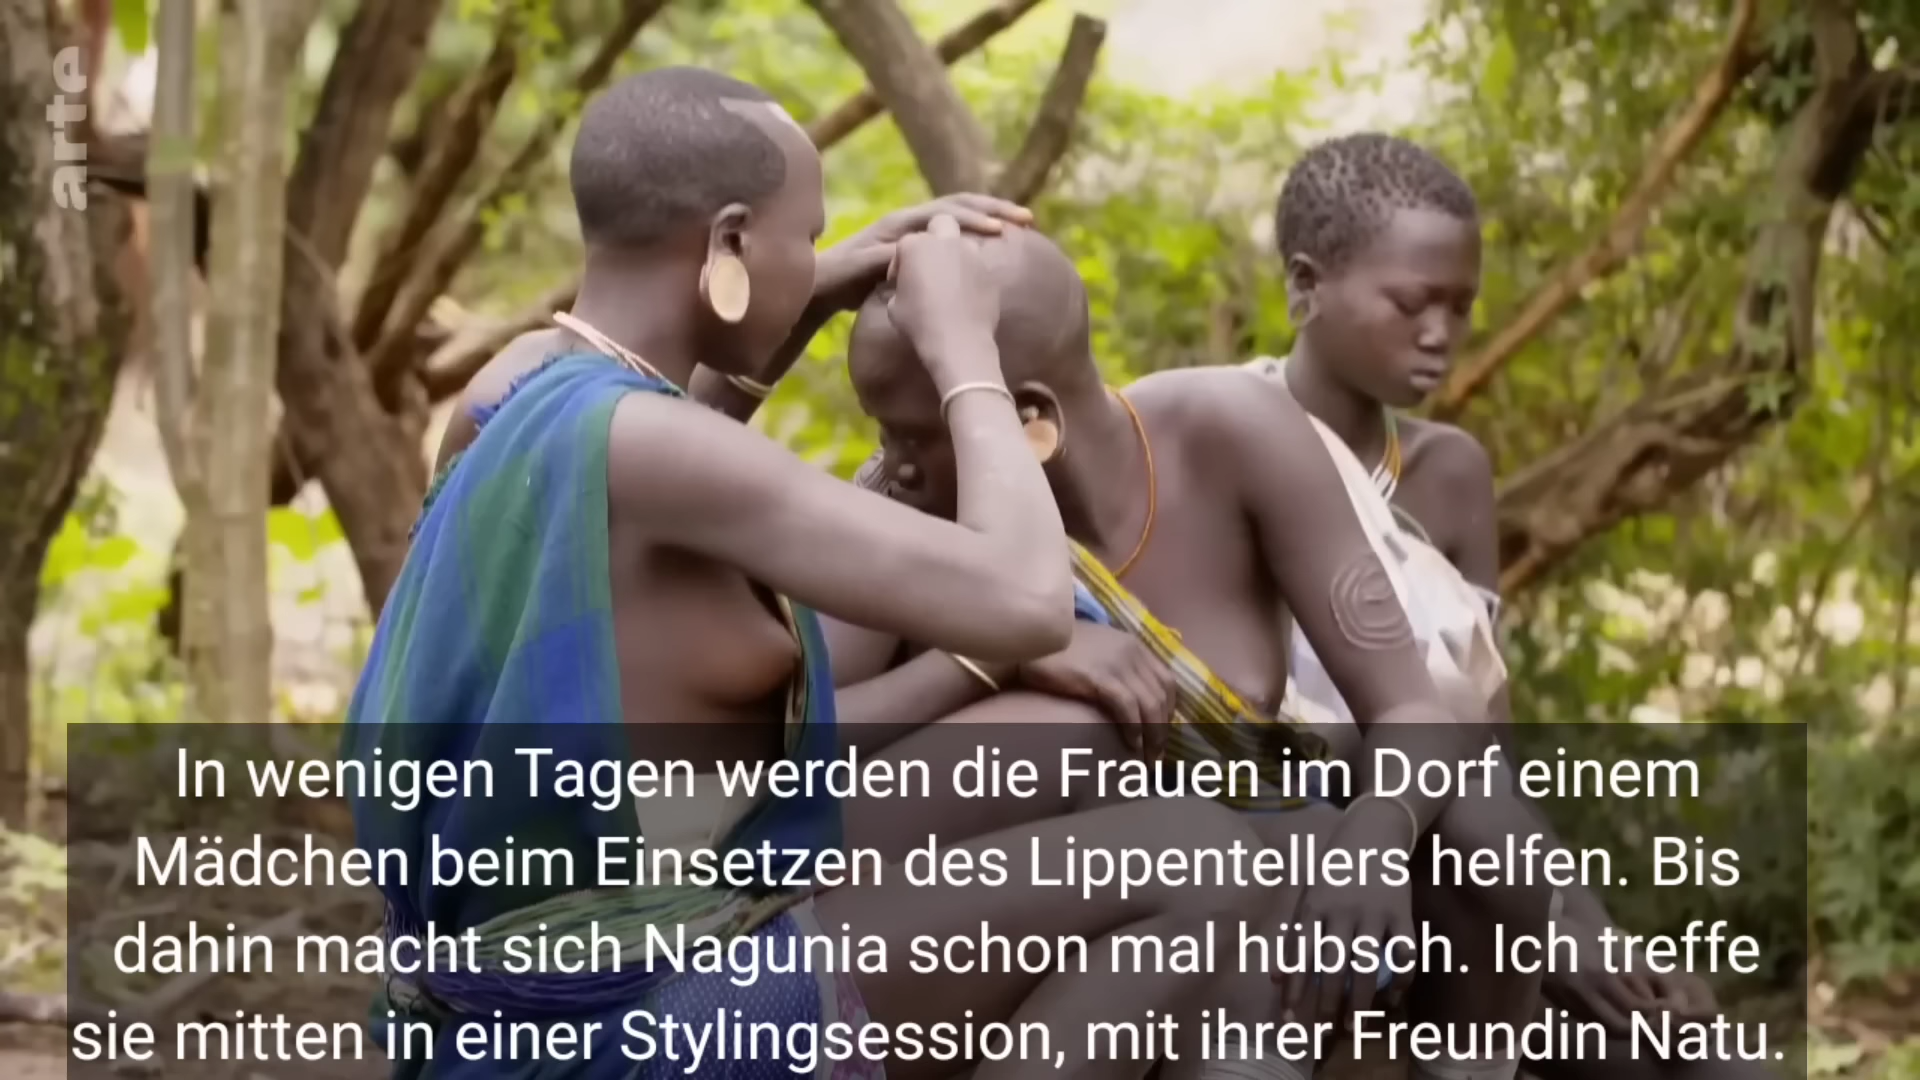 arte
In wenigen Tagen werden die Frauen im Dorf einem
Mädchen beim Einsetzen des Lippentellers helfen. Bis
dahin macht sich Nagunia schon mal hübsch. Ich treffe
sie mitten in einer Stylingsession, mit ihrer Freundin Natu.